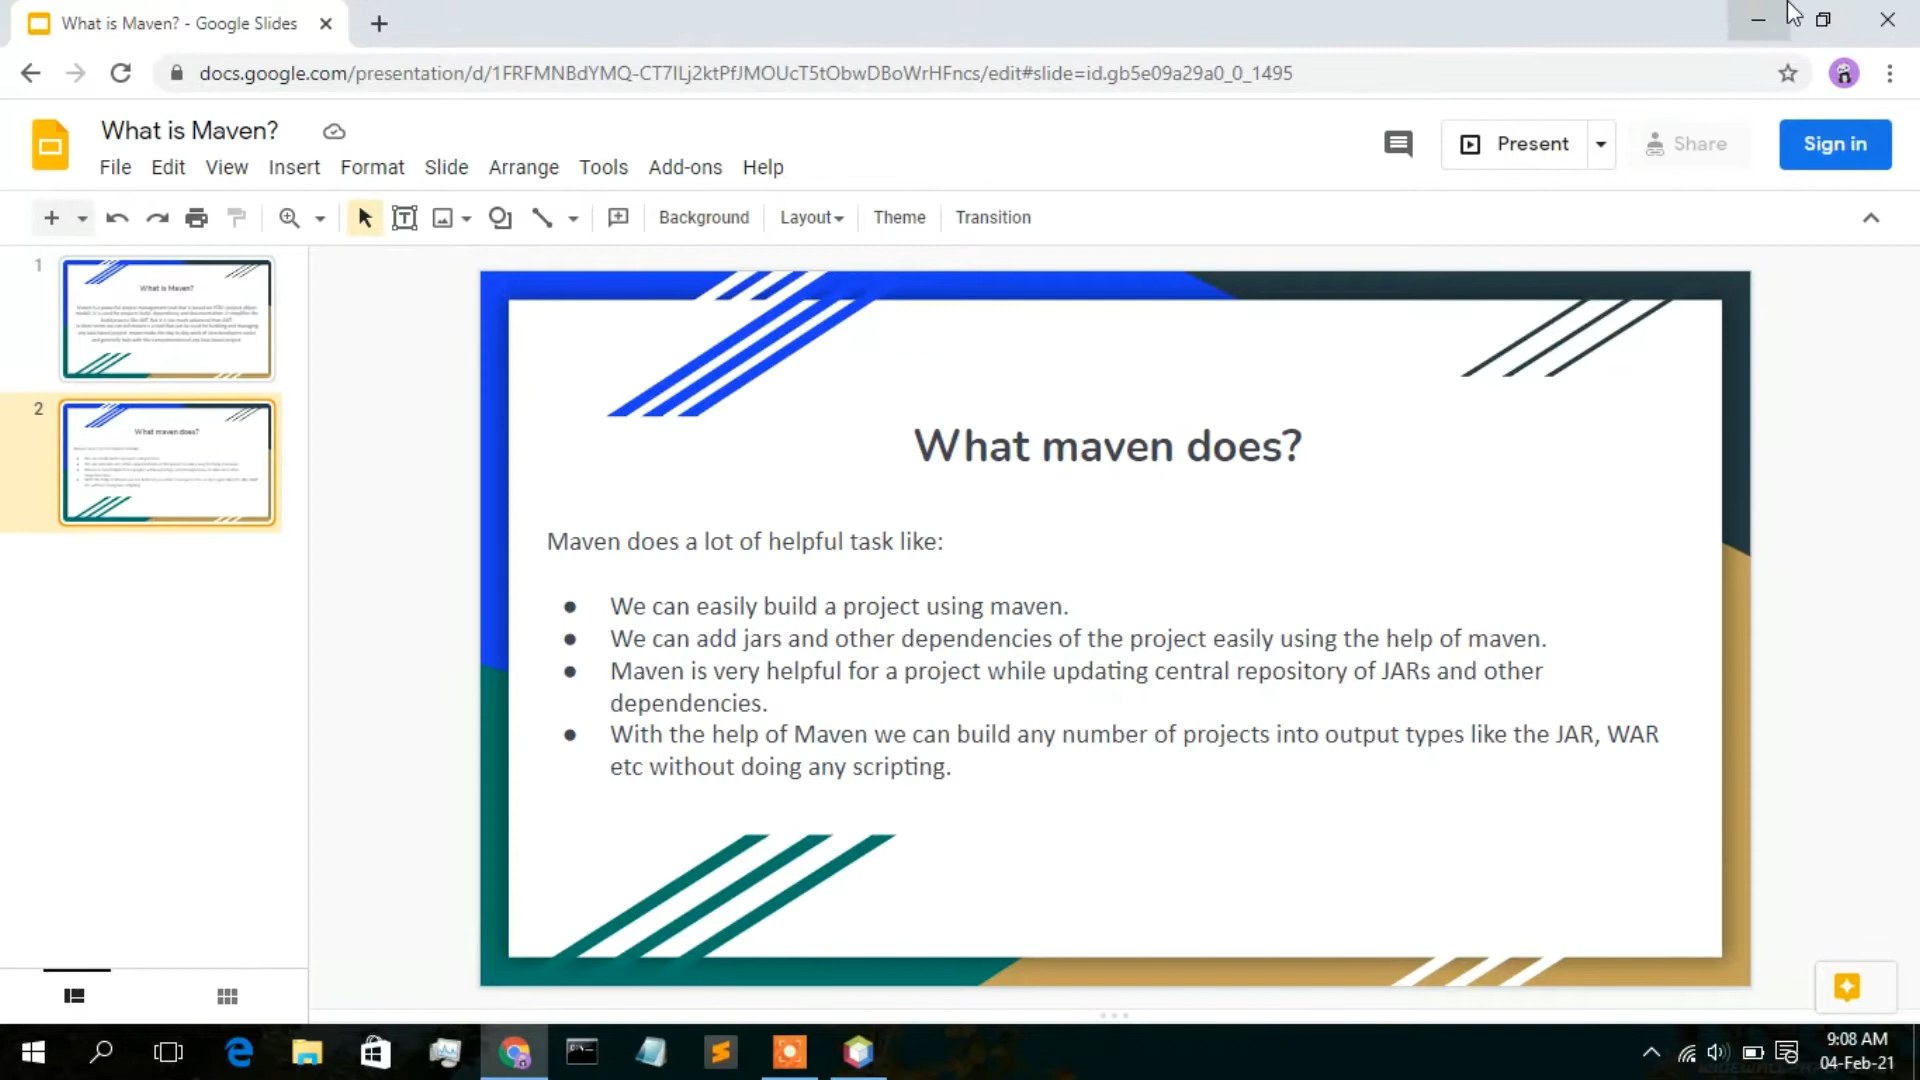 What is Maven? - Google Slides
docs.google.com/presentation/d/1FRFMNBdYMQ-CT7ILj2ktPfJMOUcT5tObwDBoWrHFncs/edit#slide=id.gb5e09a29a0_0_1495
What is Maven?
File Edit View Insert Format Slide Arrange Tools Add-ons Help
Present
Share
Sign in
Background Layout Theme Transition
1
What is Maven?
2
What maven does?
What maven does?
Maven does a lot of helpful task like:
● We can easily build a project using maven.
● We can add jars and other dependencies of the project easily using the help of maven.
● Maven is very helpful for a project while updating central repository of JARs and other
dependencies.
● With the help of Maven we can build any number of projects into output types like the JAR, WAR
etc without doing any scripting.
9:08 AM
04-Feb-21